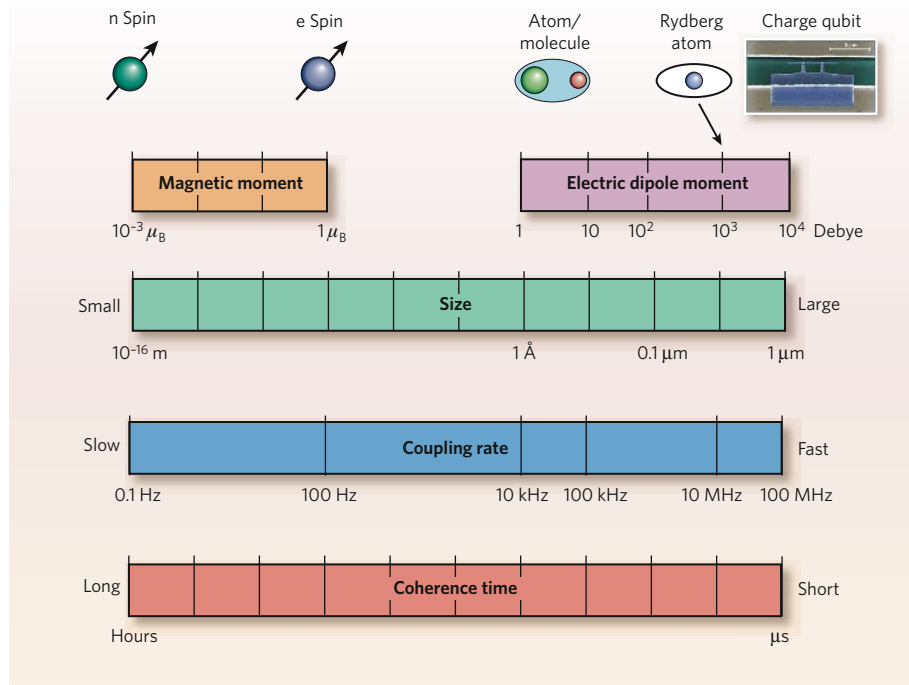 n Spin
e Spin
Atom/
molecule
Rydberg
atom
Charge qubit
Magnetic moment
10⁻³ μB
1 μB
Electric dipole moment
1
10
10²
10³
10⁴ Debye
Small
Size
Large
10⁻¹⁶ m
1 Å
0.1 μm
1 μm
Slow
Coupling rate
Fast
0.1 Hz
100 Hz
10 kHz
100 kHz
10 MHz
100 MHz
Long
Coherence time
Short
Hours
μs